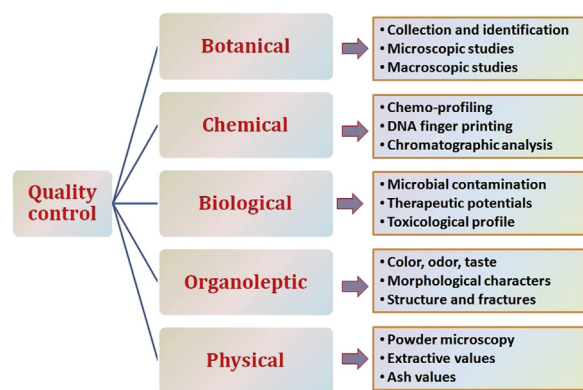 Quality
control
Botanical
• Collection and identification
• Microscopic studies
• Macroscopic studies
Chemical
• Chemo-profiling
• DNA finger printing
• Chromatographic analysis
Biological
• Microbial contamination
• Therapeutic potentials
• Toxicological profile
Organoleptic
• Color, odor, taste
• Morphological characters
• Structure and fractures
Physical
• Powder microscopy
• Extractive values
• Ash values